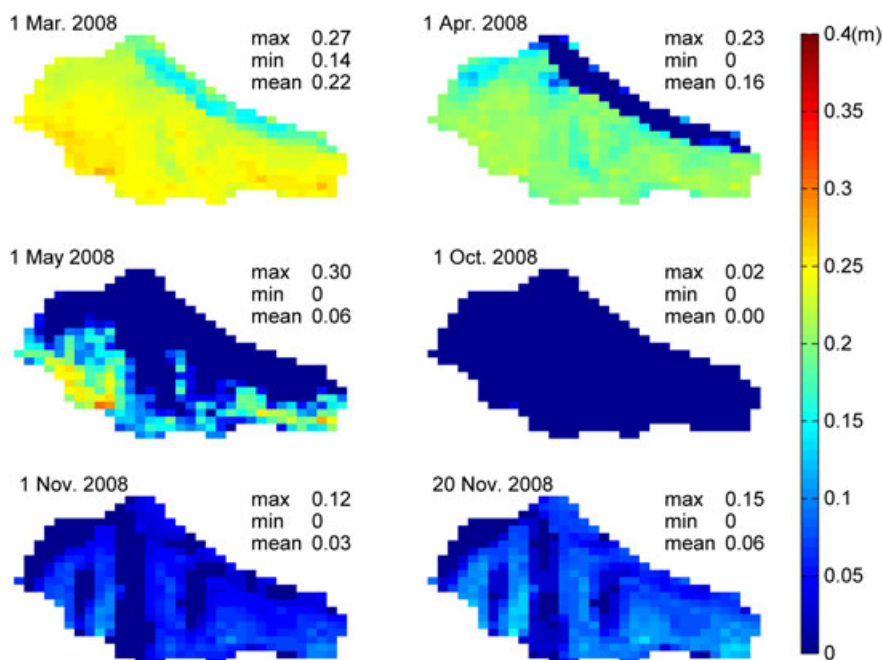 1 Mar. 2008
max 0.27
min 0.14
mean 0.22
1 Apr. 2008
max 0.23
min 0
mean 0.16
1 May 2008
max 0.30
min 0
mean 0.06
1 Oct. 2008
max 0.02
min 0
mean 0.00
1 Nov. 2008
max 0.12
min 0
mean 0.03
20 Nov. 2008
max 0.15
min 0
mean 0.06
0.4(m)
0.35
0.3
0.25
0.2
0.15
0.1
0.05
0